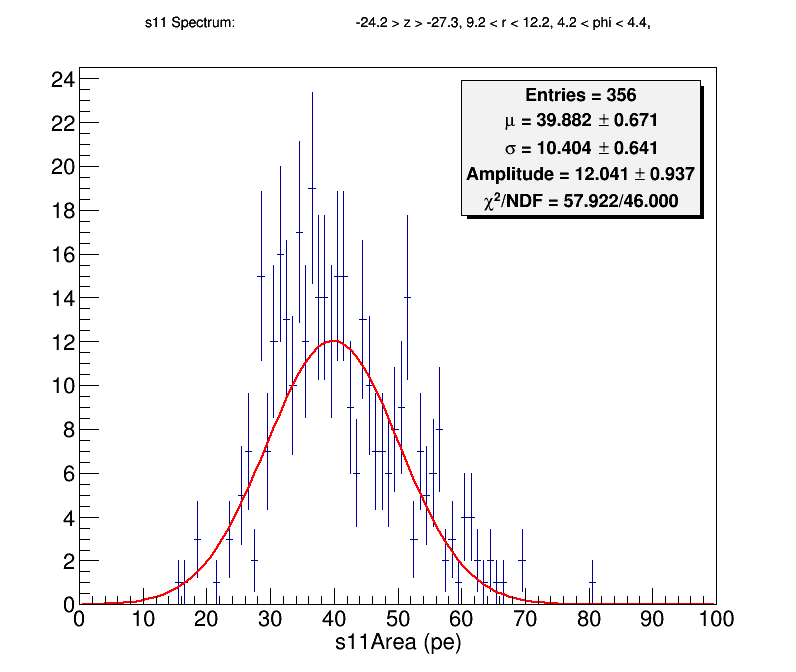 s11 Spectrum: -24.2 > z > -27.3, 9.2 < r < 12.2, 4.2 < phi < 4.4,
Entries = 356
μ = 39.882 ± 0.671
σ = 10.404 ± 0.641
Amplitude = 12.041 ± 0.937
χ²/NDF = 57.922/46.000
24
22
20
18
16
14
12
10
8
6
4
2
0
0 10 20 30 40 50 60 70 80 90 100
s11Area (pe)